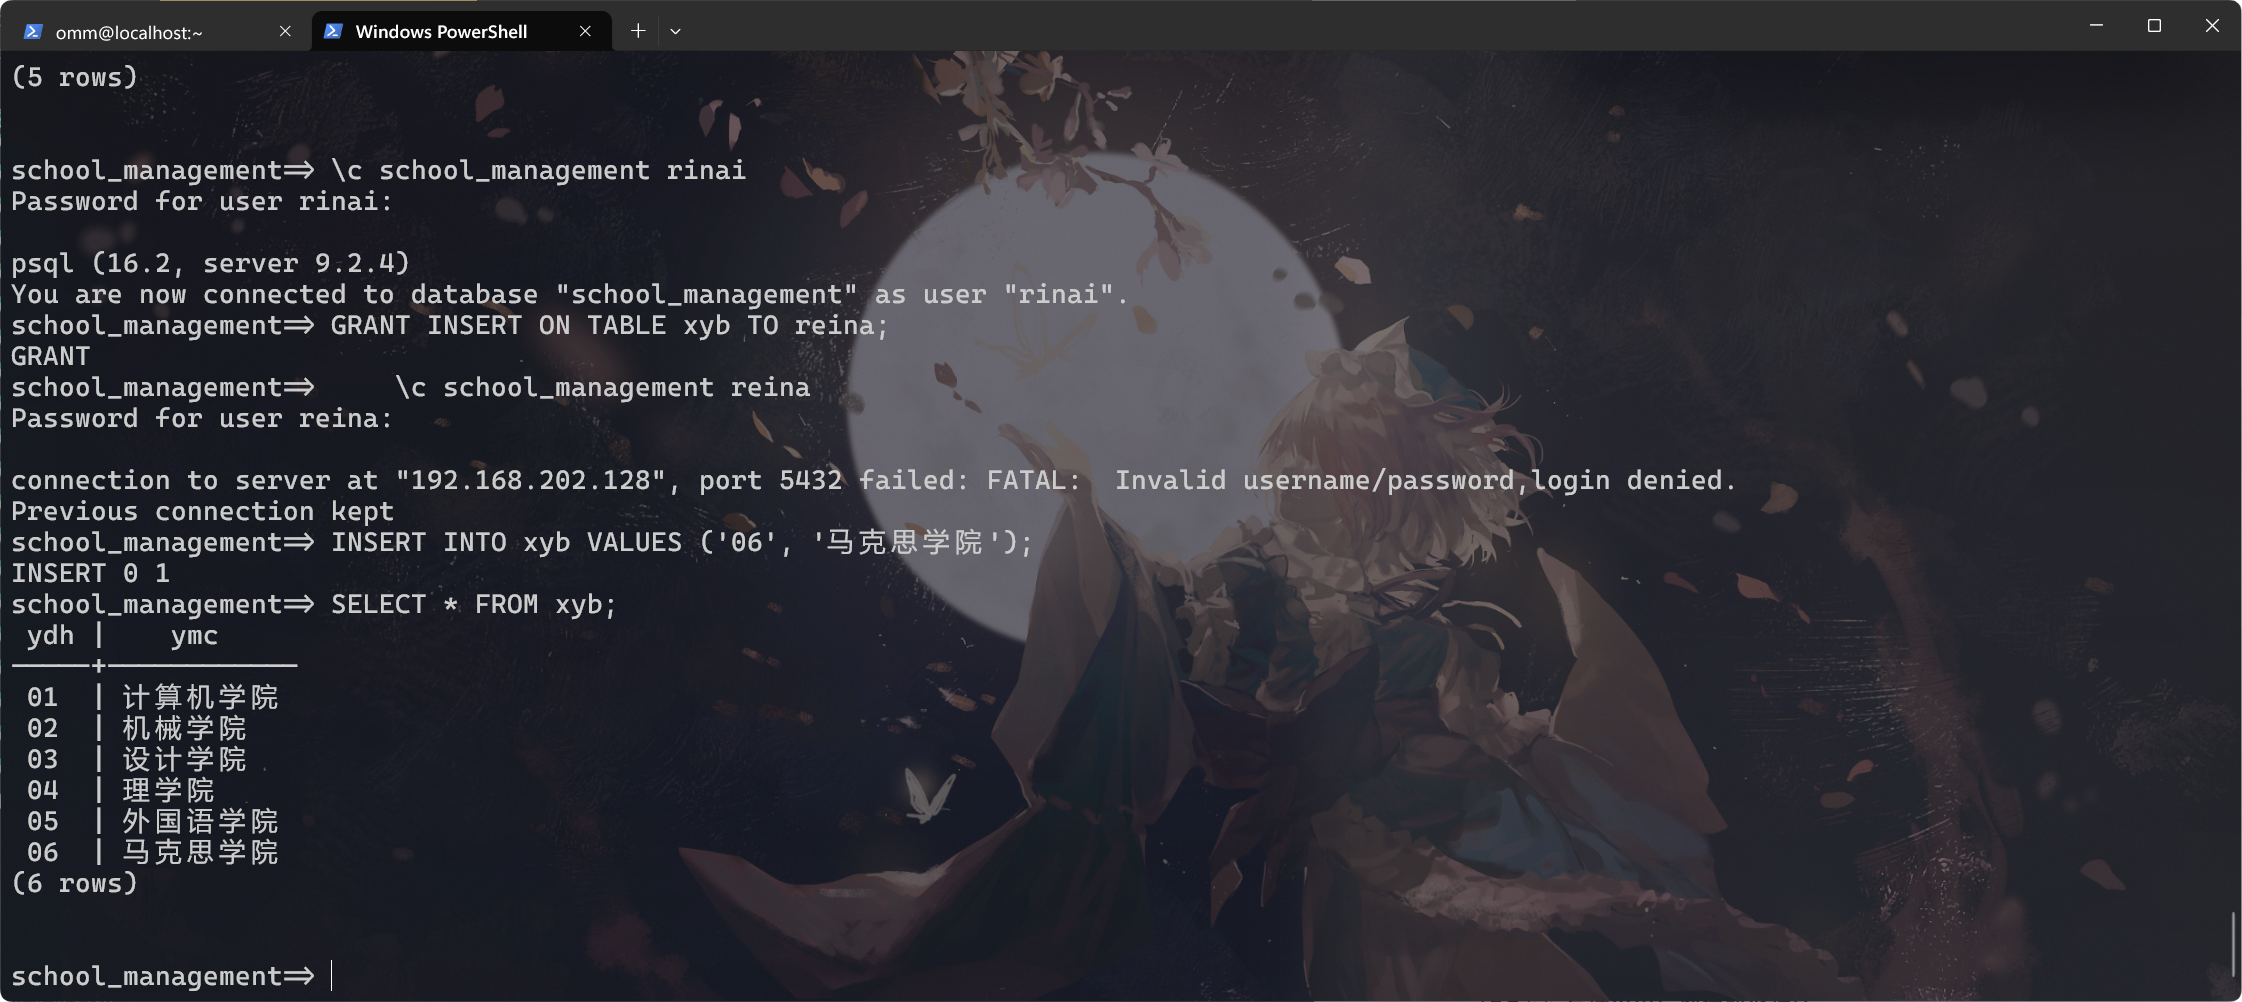 omm@localhost:~
Windows PowerShell
(5 rows)
school_management=> \c school_management rinai
Password for user rinai:
psql (16.2, server 9.2.4)
You are now connected to database "school_management" as user "rinai".
school_management=> GRANT INSERT ON TABLE xyb TO reina;
GRANT
school_management=>     \c school_management reina
Password for user reina:
connection to server at "192.168.202.128", port 5432 failed: FATAL:  Invalid username/password,login denied.
Previous connection kept
school_management=> INSERT INTO xyb VALUES ('06', '马克思学院');
INSERT 0 1
school_management=> SELECT * FROM xyb;
 ydh |    ymc
-----+------------
 01  | 计算机学院
 02  | 机械学院
 03  | 设计学院
 04  | 理学院
 05  | 外国语学院
 06  | 马克思学院
(6 rows)
school_management=>